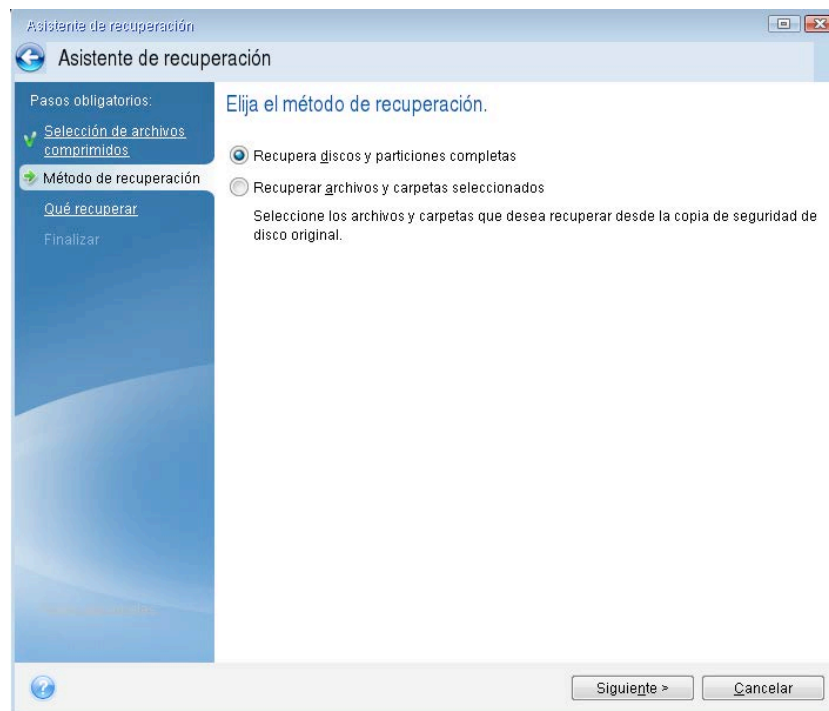 Asistente de recuperación
Asistente de recuperación
Pasos obligatorios:
Selección de archivos
comprimidos
Método de recuperación
Qué recuperar
Finalizar
Elija el método de recuperación.
Recupera discos y particiones completas
Recuperar archivos y carpetas seleccionados
Seleccione los archivos y carpetas que desea recuperar desde la copia de seguridad de
disco original.
Siguiente >
Cancelar